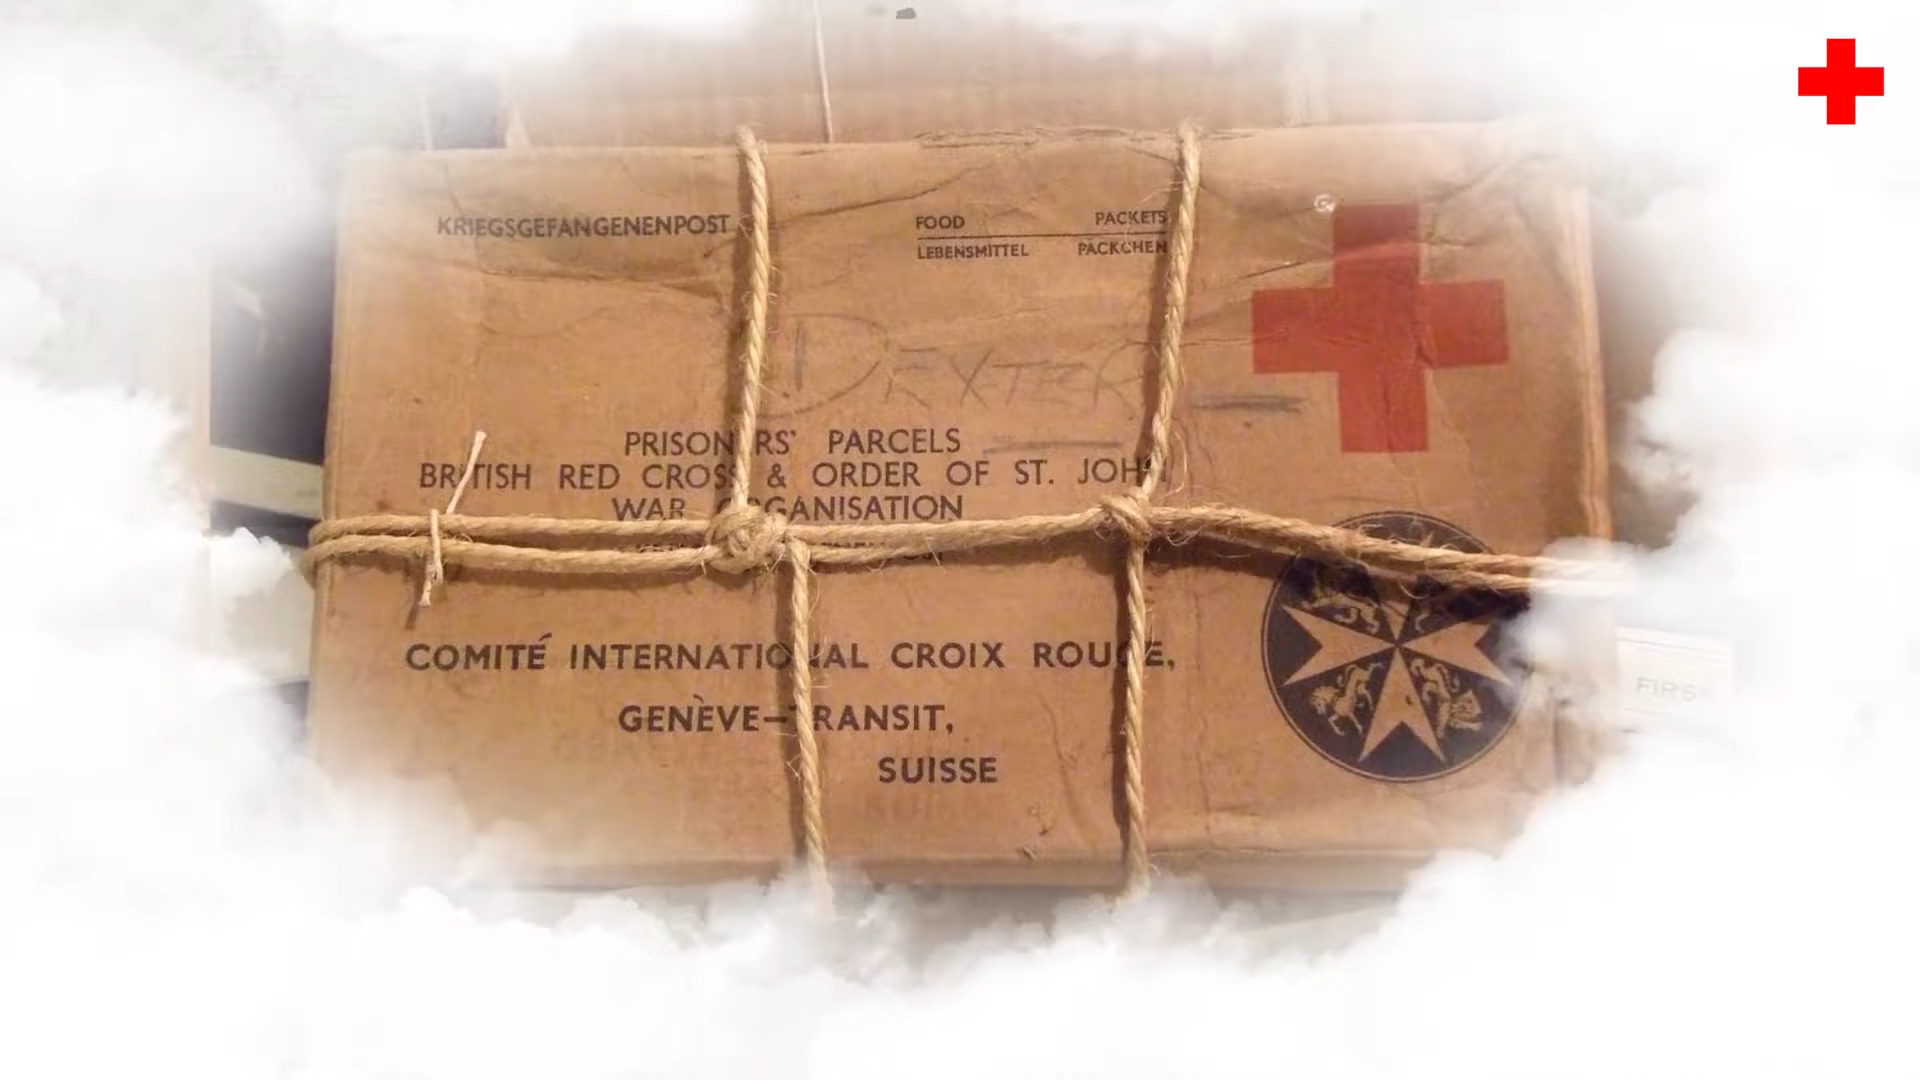 KRIEGSGEFANGENENPOST
FOOD PACKETS
LEBENSMITTEL PÄCKCHEN
DEXTER
PRISONERS' PARCELS
BRITISH RED CROSS & ORDER OF ST. JOHN
WAR ORGANISATION
COMITÉ INTERNATIONAL CROIX ROUGE,
GENÈVE—TRANSIT,
SUISSE